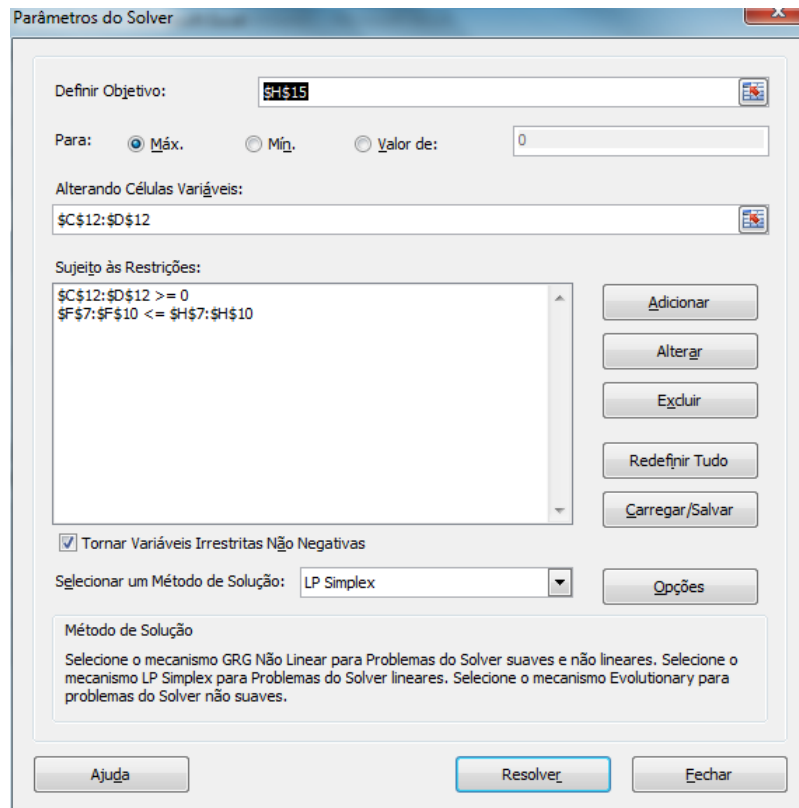 Parâmetros do Solver
Definir Objetivo: $H$15
Para: Máx. Mín. Valor de: 0
Alterando Células Variáveis:
$C$12:$D$12
Sujeito às Restrições:
$C$12:$D$12 >= 0
$F$7:$F$10 <= $H$7:$H$10
Adicionar
Alterar
Excluir
Redefinir Tudo
Carregar/Salvar
Tornar Variáveis Irrestritas Não Negativas
Selecionar um Método de Solução: LP Simplex Opções
Método de Solução
Selecione o mecanismo GRG Não Linear para Problemas do Solver suaves e não lineares. Selecione o
mecanismo LP Simplex para Problemas do Solver lineares. Selecione o mecanismo Evolutionary para
problemas do Solver não suaves.
Ajuda Resolver Fechar